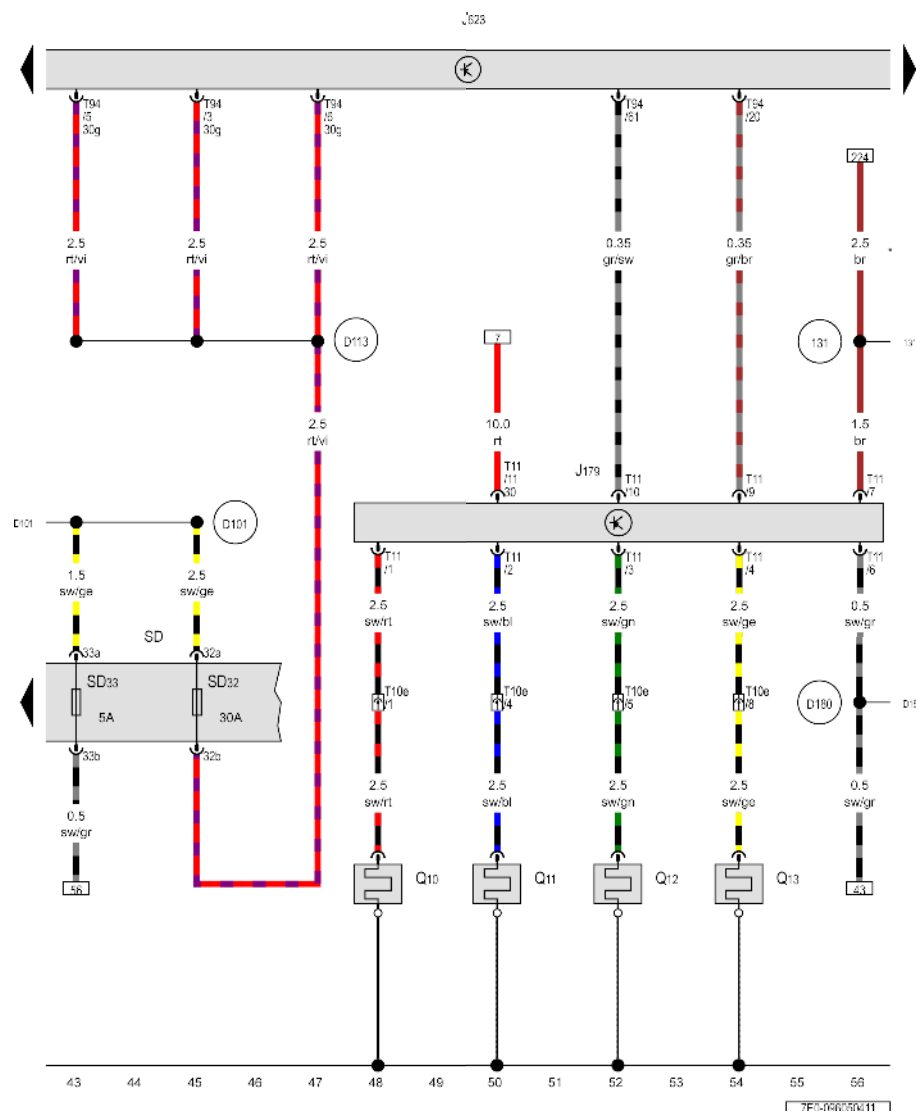 J623
T94 T94 T94 T94 T94
/5 /3 /6 /81 /20
30g 30g 30g
224
2.5 2.5 2.5 0.35 0.35 2.5
rt/vi rt/vi rt/vi gr/sw gr/br br
D113 7 131 131
2.5 10.0 1.5
rt/vi rt br
J179
T11 T11 T11 T11
/11 /10 /9 /7
30
D101 D101
T11 T11 T11 T11 T11
/1 /2 /3 /4 /6
1.5 2.5 2.5 2.5 2.5 2.5 0.5
sw/ge sw/ge sw/rt sw/bl sw/gn sw/ge sw/gr
SD
33a 32a
SD33 SD32
T10e T10e T10e T10e
/1 /4 /5 /8
D180
5A 30A
33b 32b
2.5 2.5 2.5 2.5 0.5
sw/rt sw/bl sw/gn sw/ge sw/gr
0.5
sw/gr
56 Q10 Q11 Q12 Q13 43
43 44 45 46 47 48 49 50 51 52 53 54 55 56
7E0-096050411